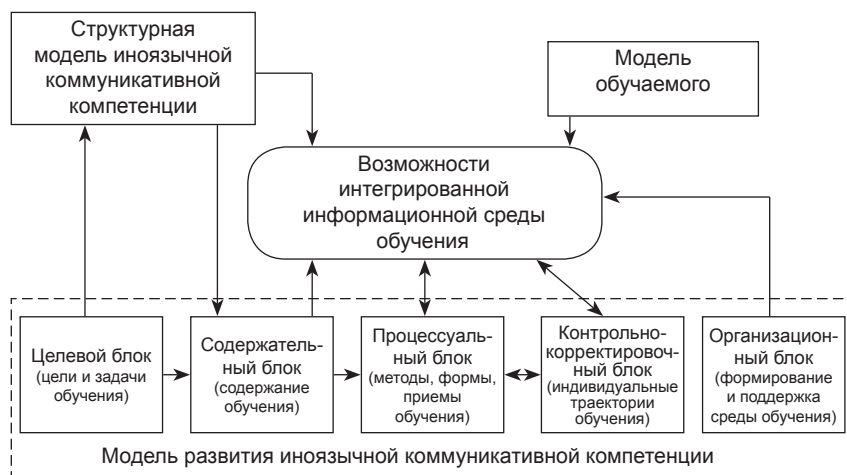 Структурная
модель иноязычной
коммуникативной
компетенции
Модель
обучаемого
Возможности
интегрированной
информационной среды
обучения
Целевой блок
(цели и задачи
обучения)
Содержатель-
ный блок
(содержание
обучения)
Процессуаль-
ный блок
(методы, формы,
приемы
обучения)
Контрольно-
корректировоч-
ный блок
(индивидуальные
траектории
обучения)
Организацион-
ный блок
(формирование
и поддержка
среды обучения)
Модель развития иноязычной коммуникативной компетенции